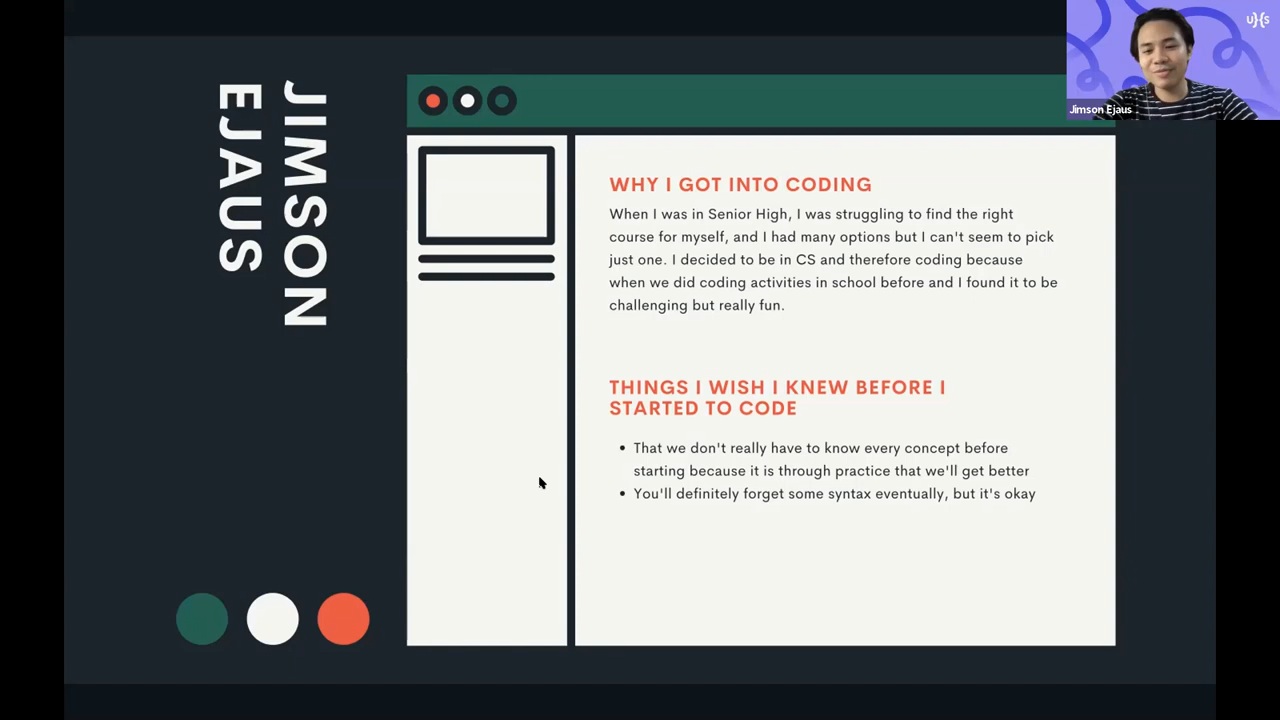 JIMSON
EJAUS
WHY I GOT INTO CODING
When I was in Senior High, I was struggling to find the right
course for myself, and I had many options but I can't seem to pick
just one. I decided to be in CS and therefore coding because
when we did coding activities in school before and I found it to be
challenging but really fun.
THINGS I WISH I KNEW BEFORE I
STARTED TO CODE
• That we don't really have to know every concept before
starting because it is through practice that we'll get better
• You'll definitely forget some syntax eventually, but it's okay
Jimson Ejaus